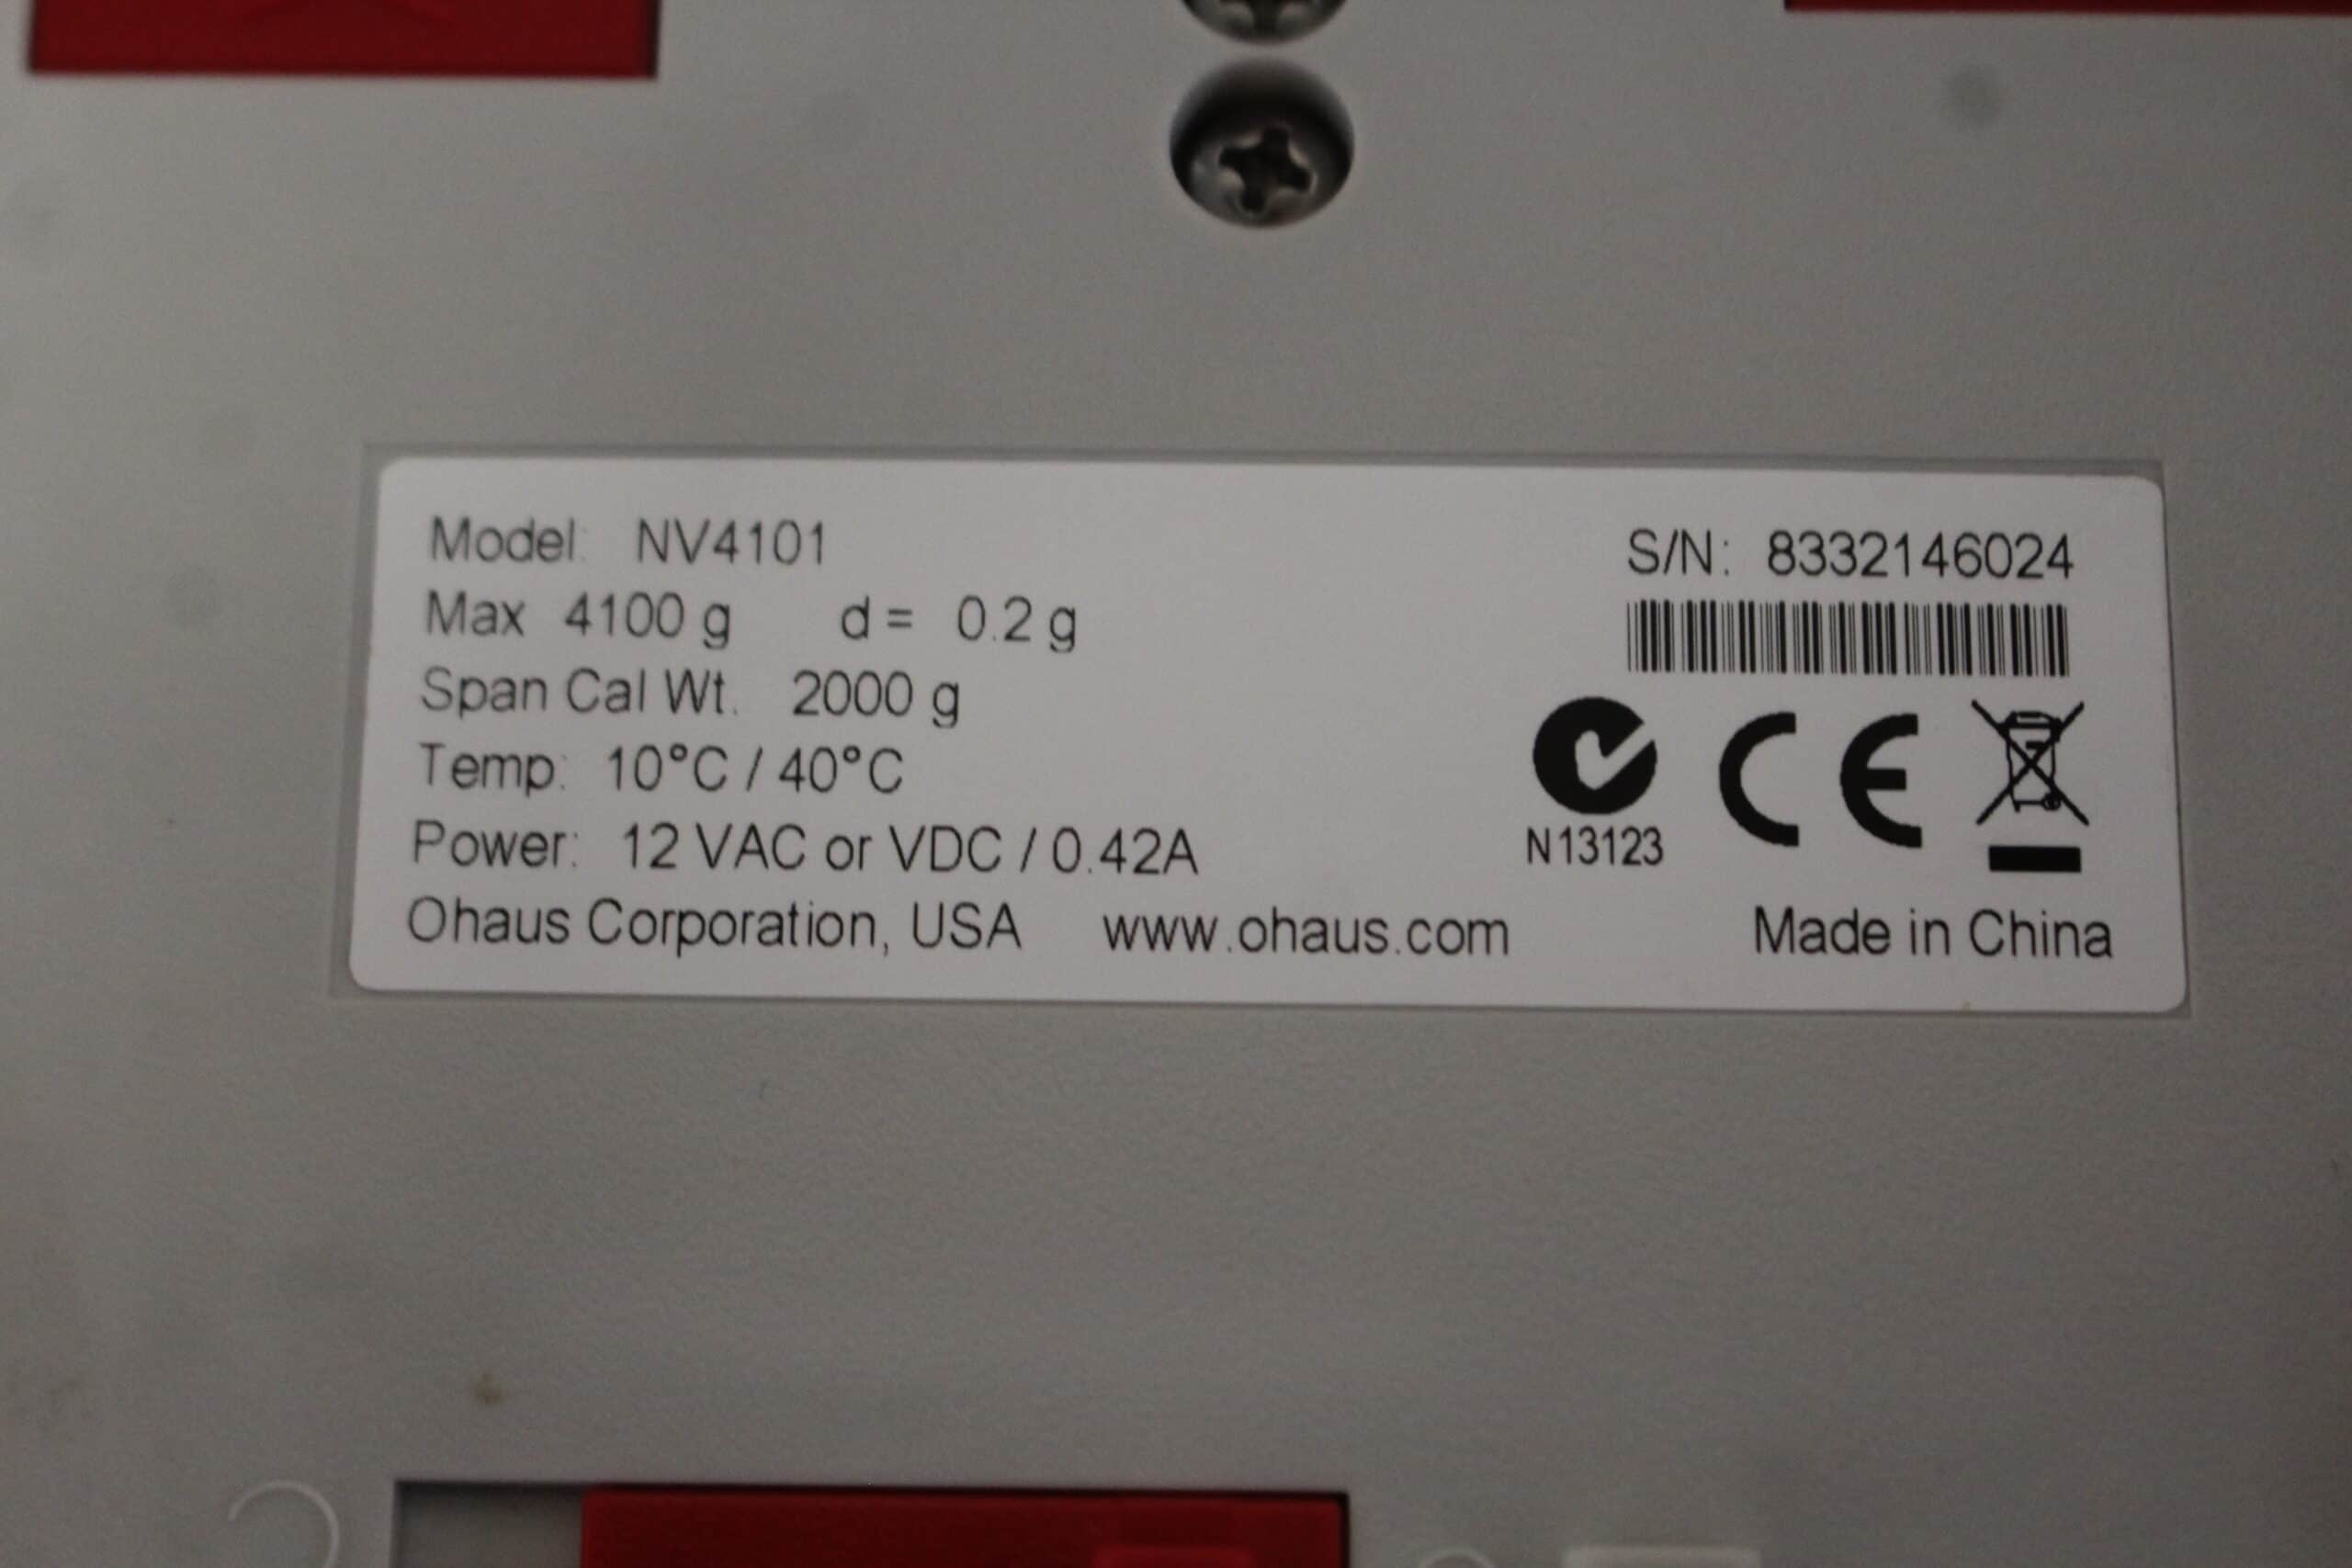 Model: NV4101
Max 4100 g d = 0.2 g
Span Cal Wt. 2000 g
Temp: 10°C / 40°C
Power: 12 VAC or VDC / 0.42A
Ohaus Corporation, USA www.ohaus.com
S/N: 8332146024
N13123
CE
Made in China